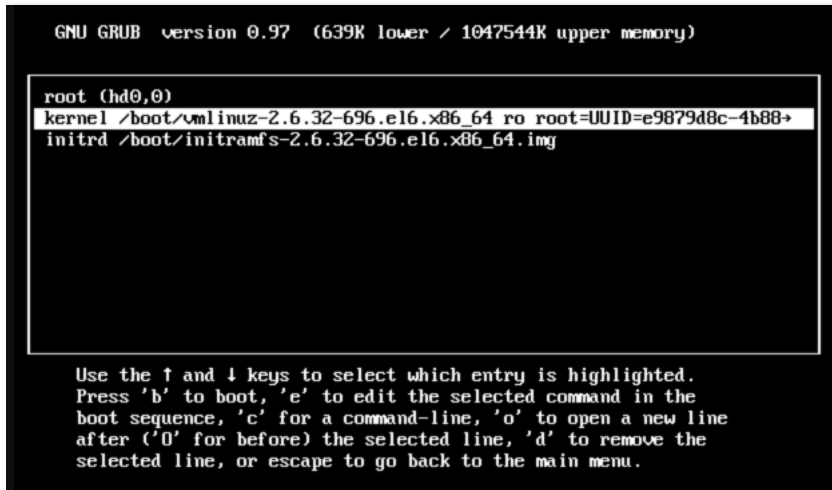 GNU GRUB version 0.97 (639K lower / 1047544K upper memory)
root (hd0,0)
kernel /boot/vmlinuz-2.6.32-696.el6.x86_64 ro root=UUID=e9879d8c-4b88→
initrd /boot/initramfs-2.6.32-696.el6.x86_64.img
Use the ↑ and ↓ keys to select which entry is highlighted.
Press 'b' to boot, 'e' to edit the selected command in the
boot sequence, 'c' for a command-line, 'o' to open a new line
after ('O' for before) the selected line, 'd' to remove the
selected line, or escape to go back to the main menu.